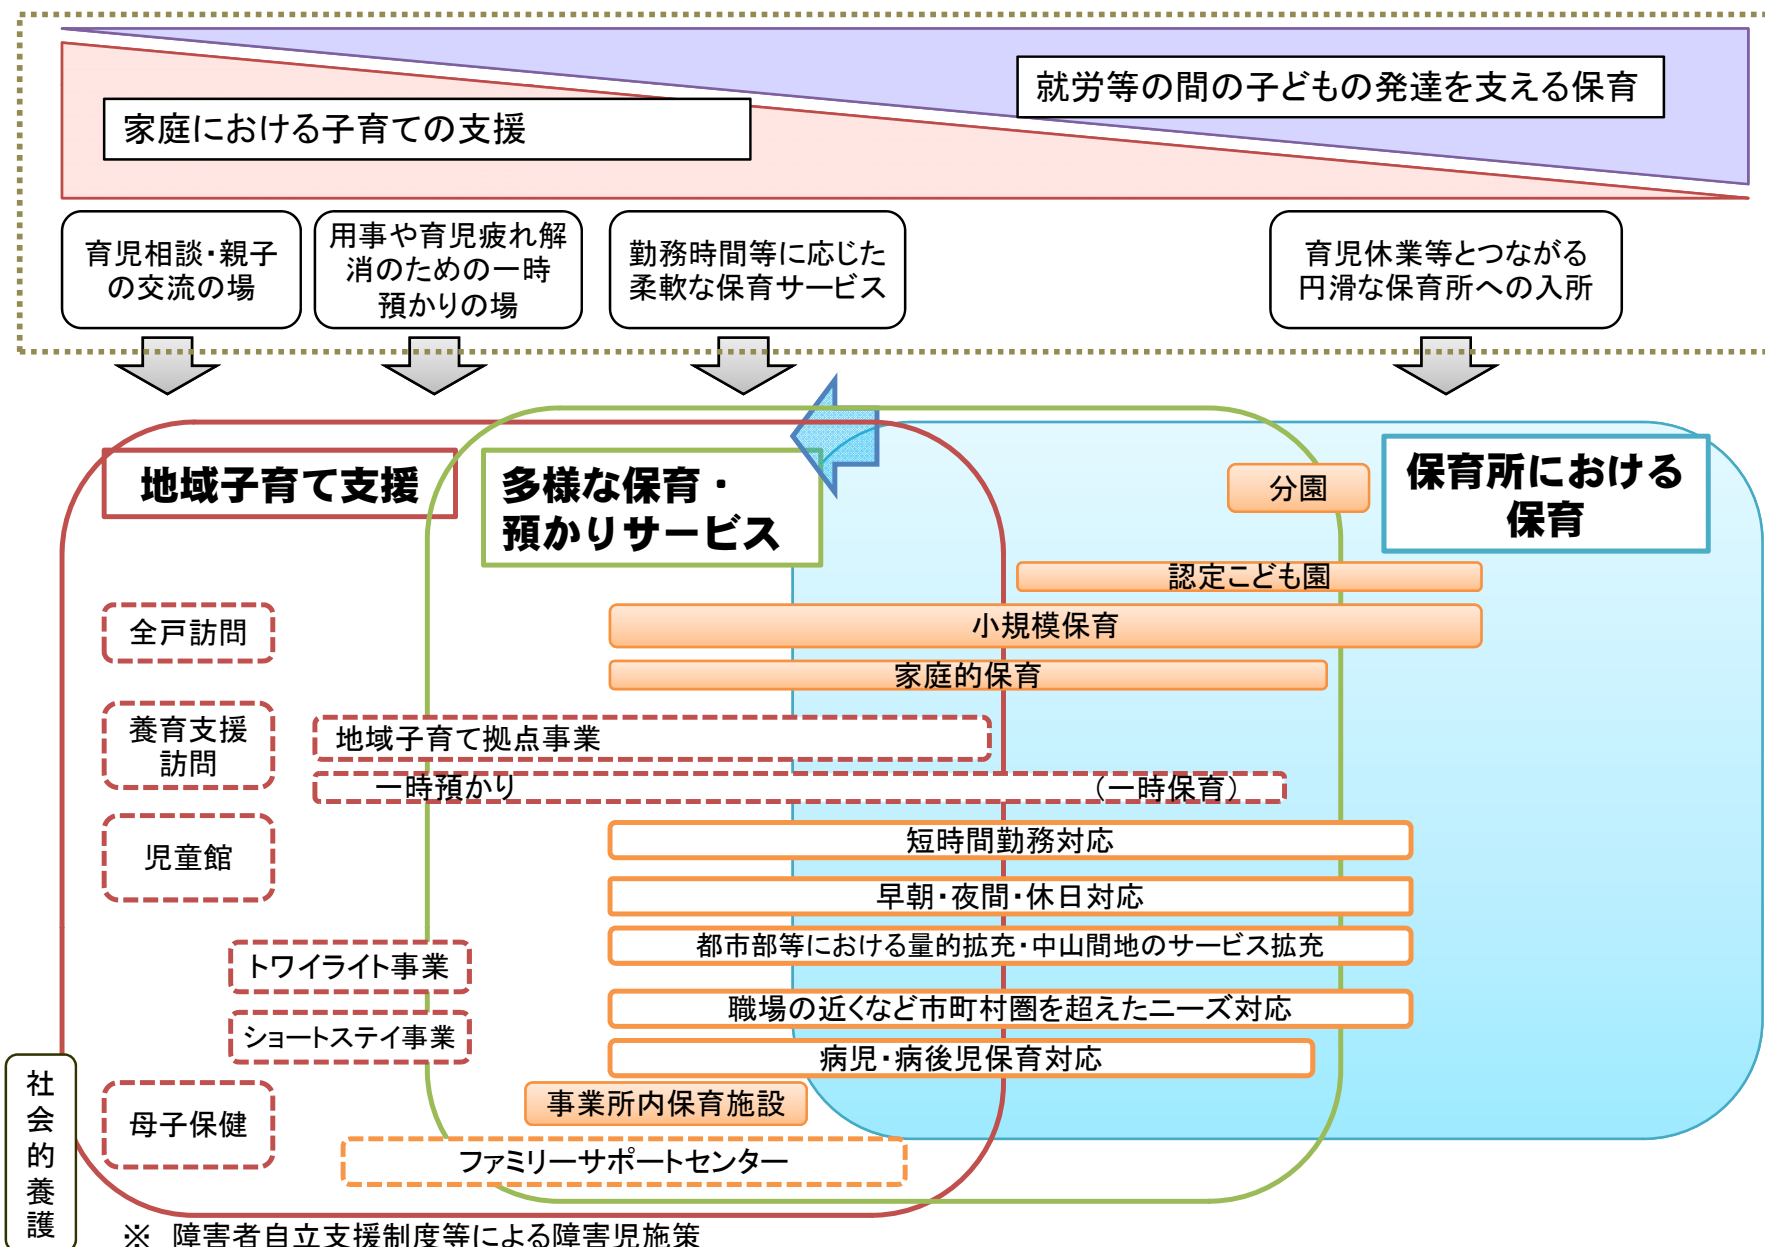 就労等の間の子どもの発達を支える保育
家庭における子育ての支援
育児相談・親子
の交流の場
用事や育児疲れ解
消のための一時
預かりの場
勤務時間等に応じた
柔軟な保育サービス
育児休業等とつながる
円滑な保育所への入所
地域子育て支援
多様な保育・
預かりサービス
保育所における
保育
分園
認定こども園
小規模保育
家庭的保育
全戸訪問
養育支援
訪問
地域子育て拠点事業
一時預かり
（一時保育）
児童館
短時間勤務対応
早朝・夜間・休日対応
都市部等における量的拡充・中山間地のサービス拡充
トワイライト事業
職場の近くなど市町村圏を超えたニーズ対応
ショートステイ事業
病児・病後児保育対応
事業所内保育施設
母子保健
ファミリーサポートセンター
社会的養護
※ 障害者自立支援制度等による障害児施策